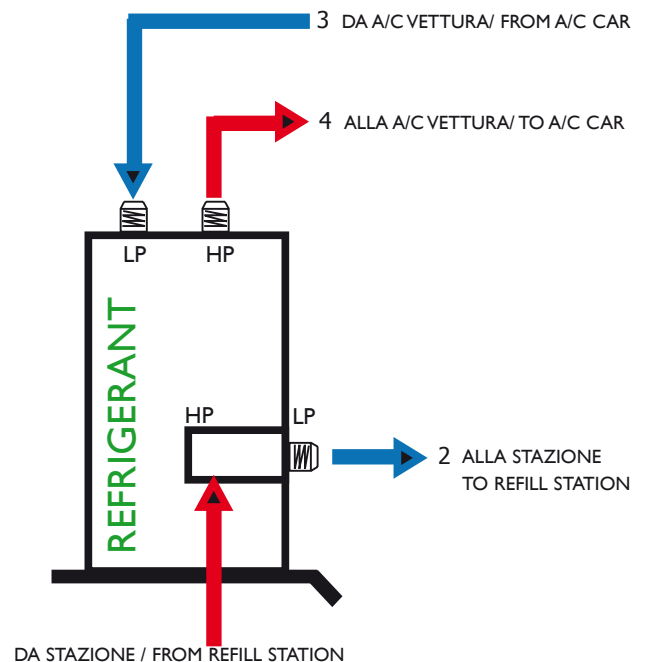 3 DA A/C VETTURA/ FROM A/C CAR
4 ALLA A/C VETTURA/ TO A/C CAR
LP HP
REFRIGERANT
HP LP
2 ALLA STAZIONE
TO REFILL STATION
DA STAZIONE / FROM REFILL STATION